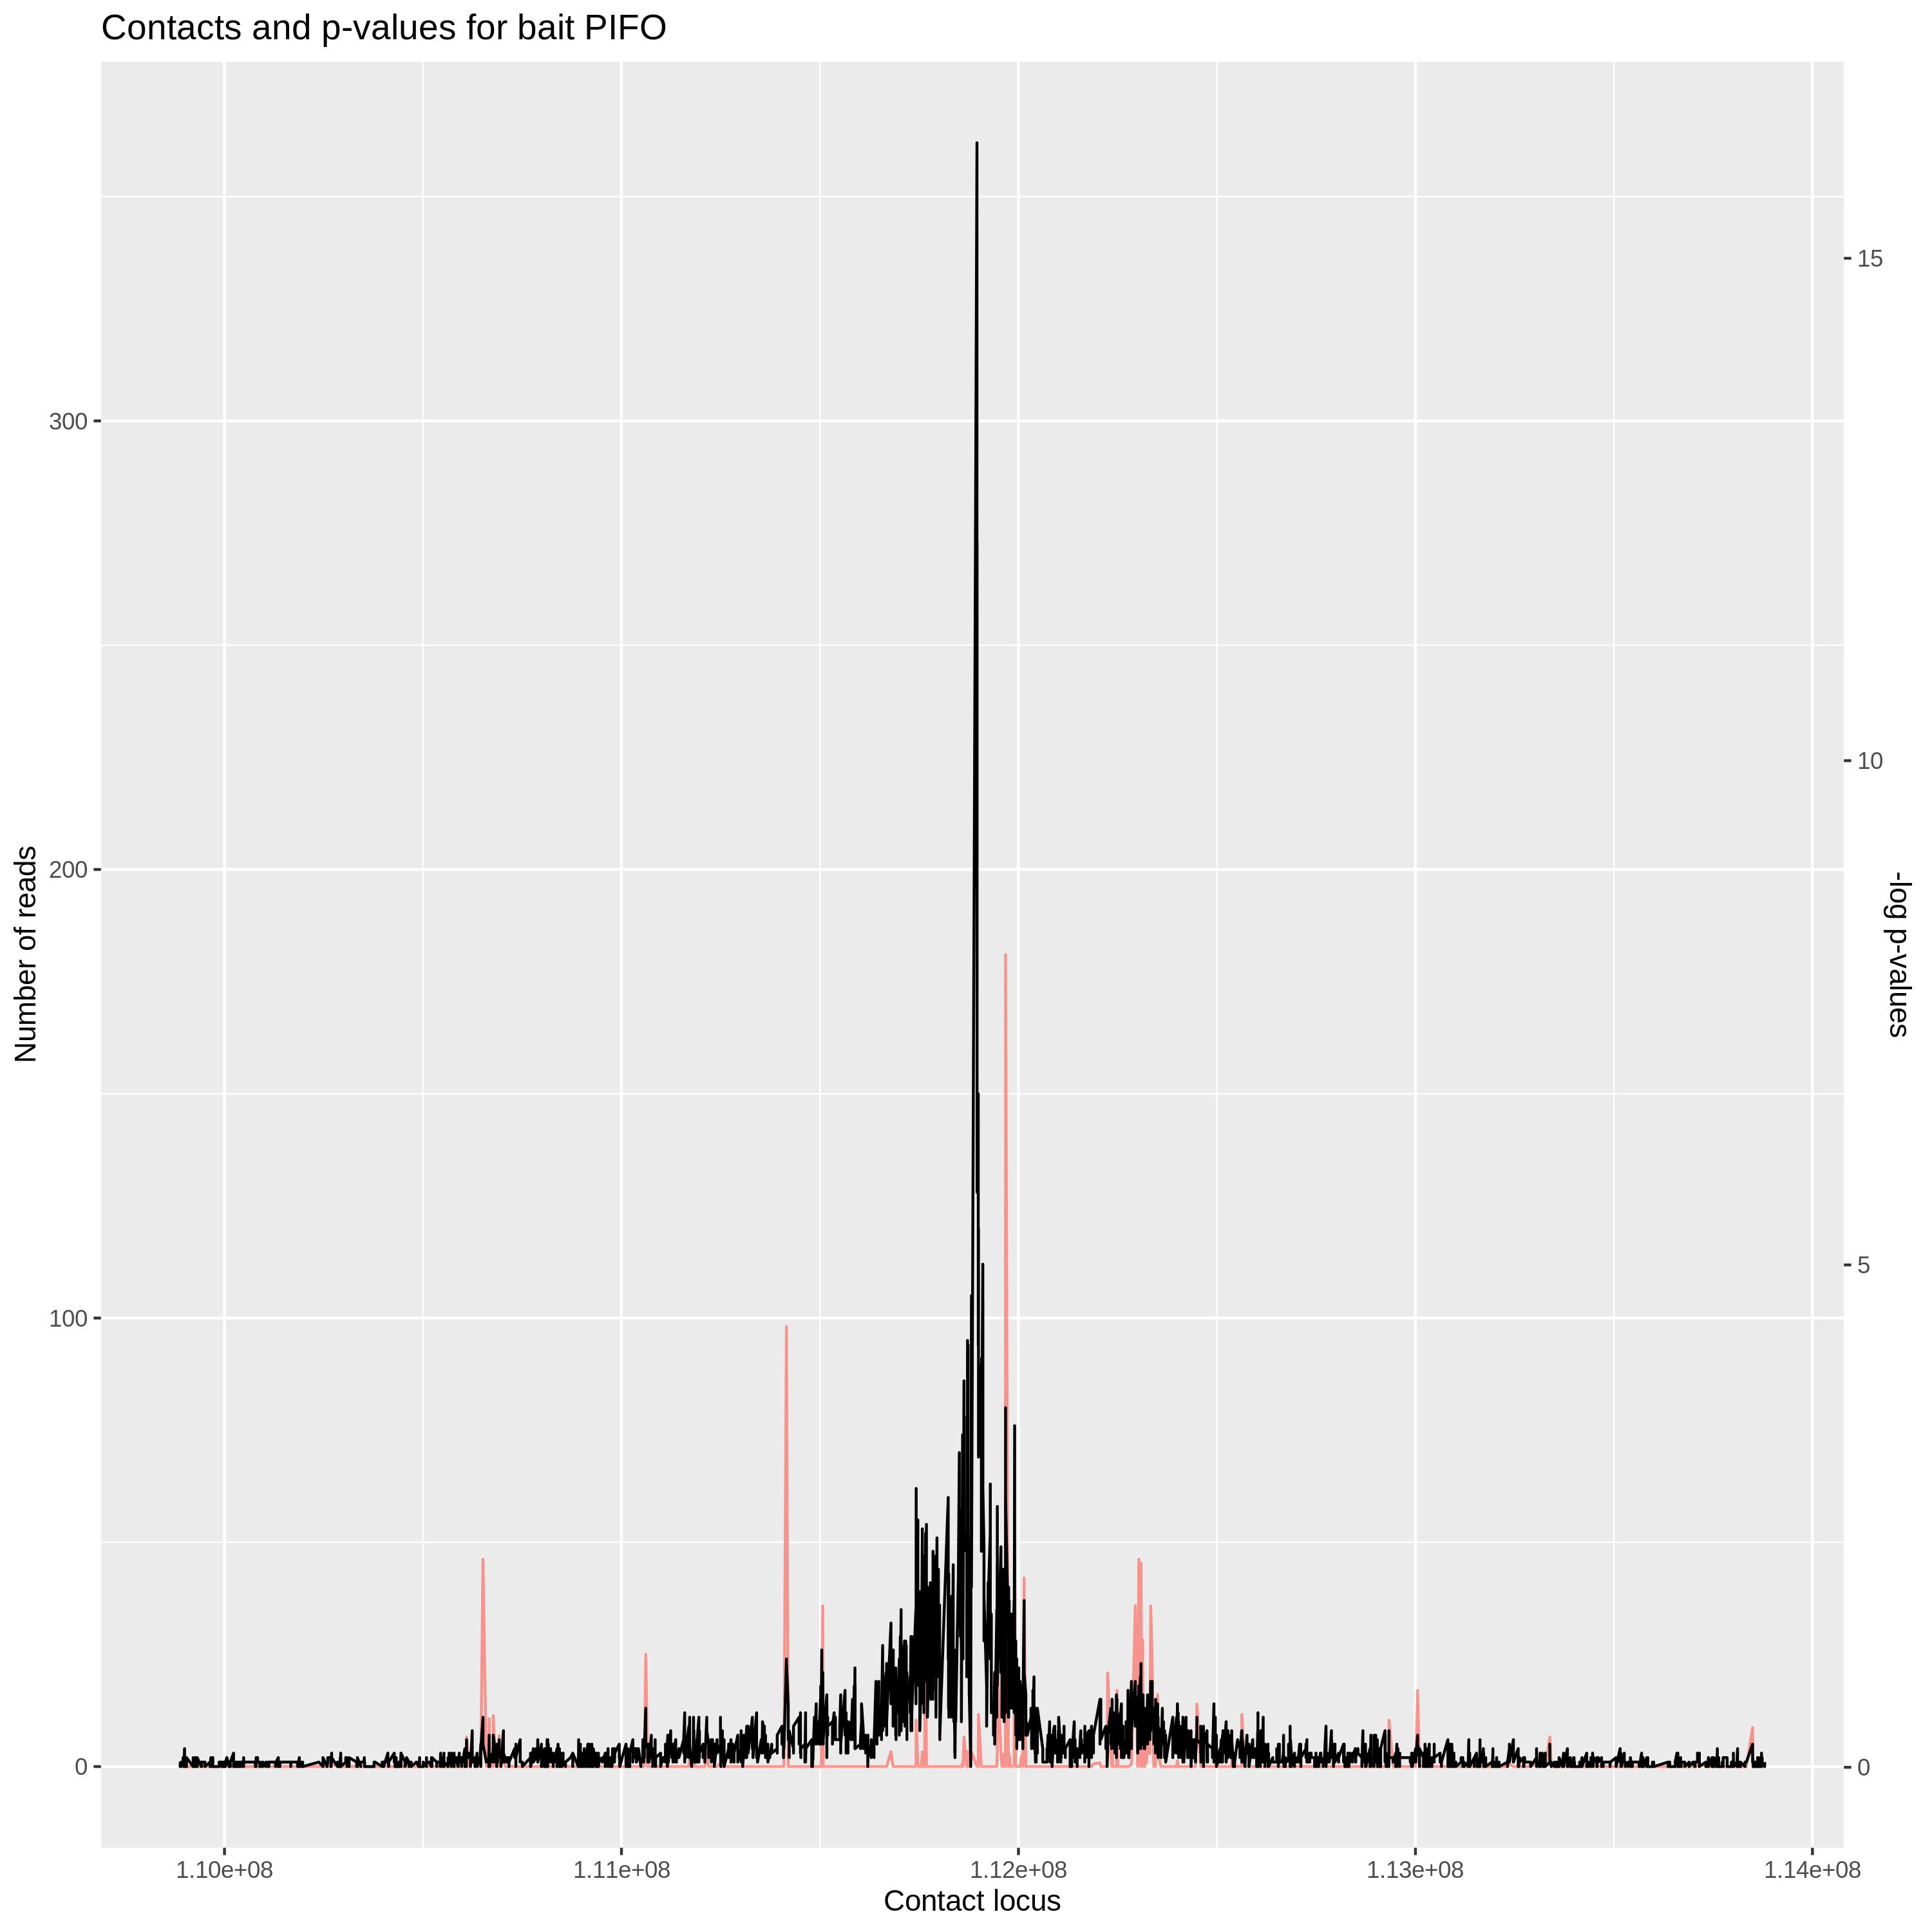 Contacts and p-values for bait PIFO
Number of reads
300
200
100
0
15
10
5
0
-log p-values
1.10e+08
1.11e+08
1.12e+08
1.13e+08
1.14e+08
Contact locus